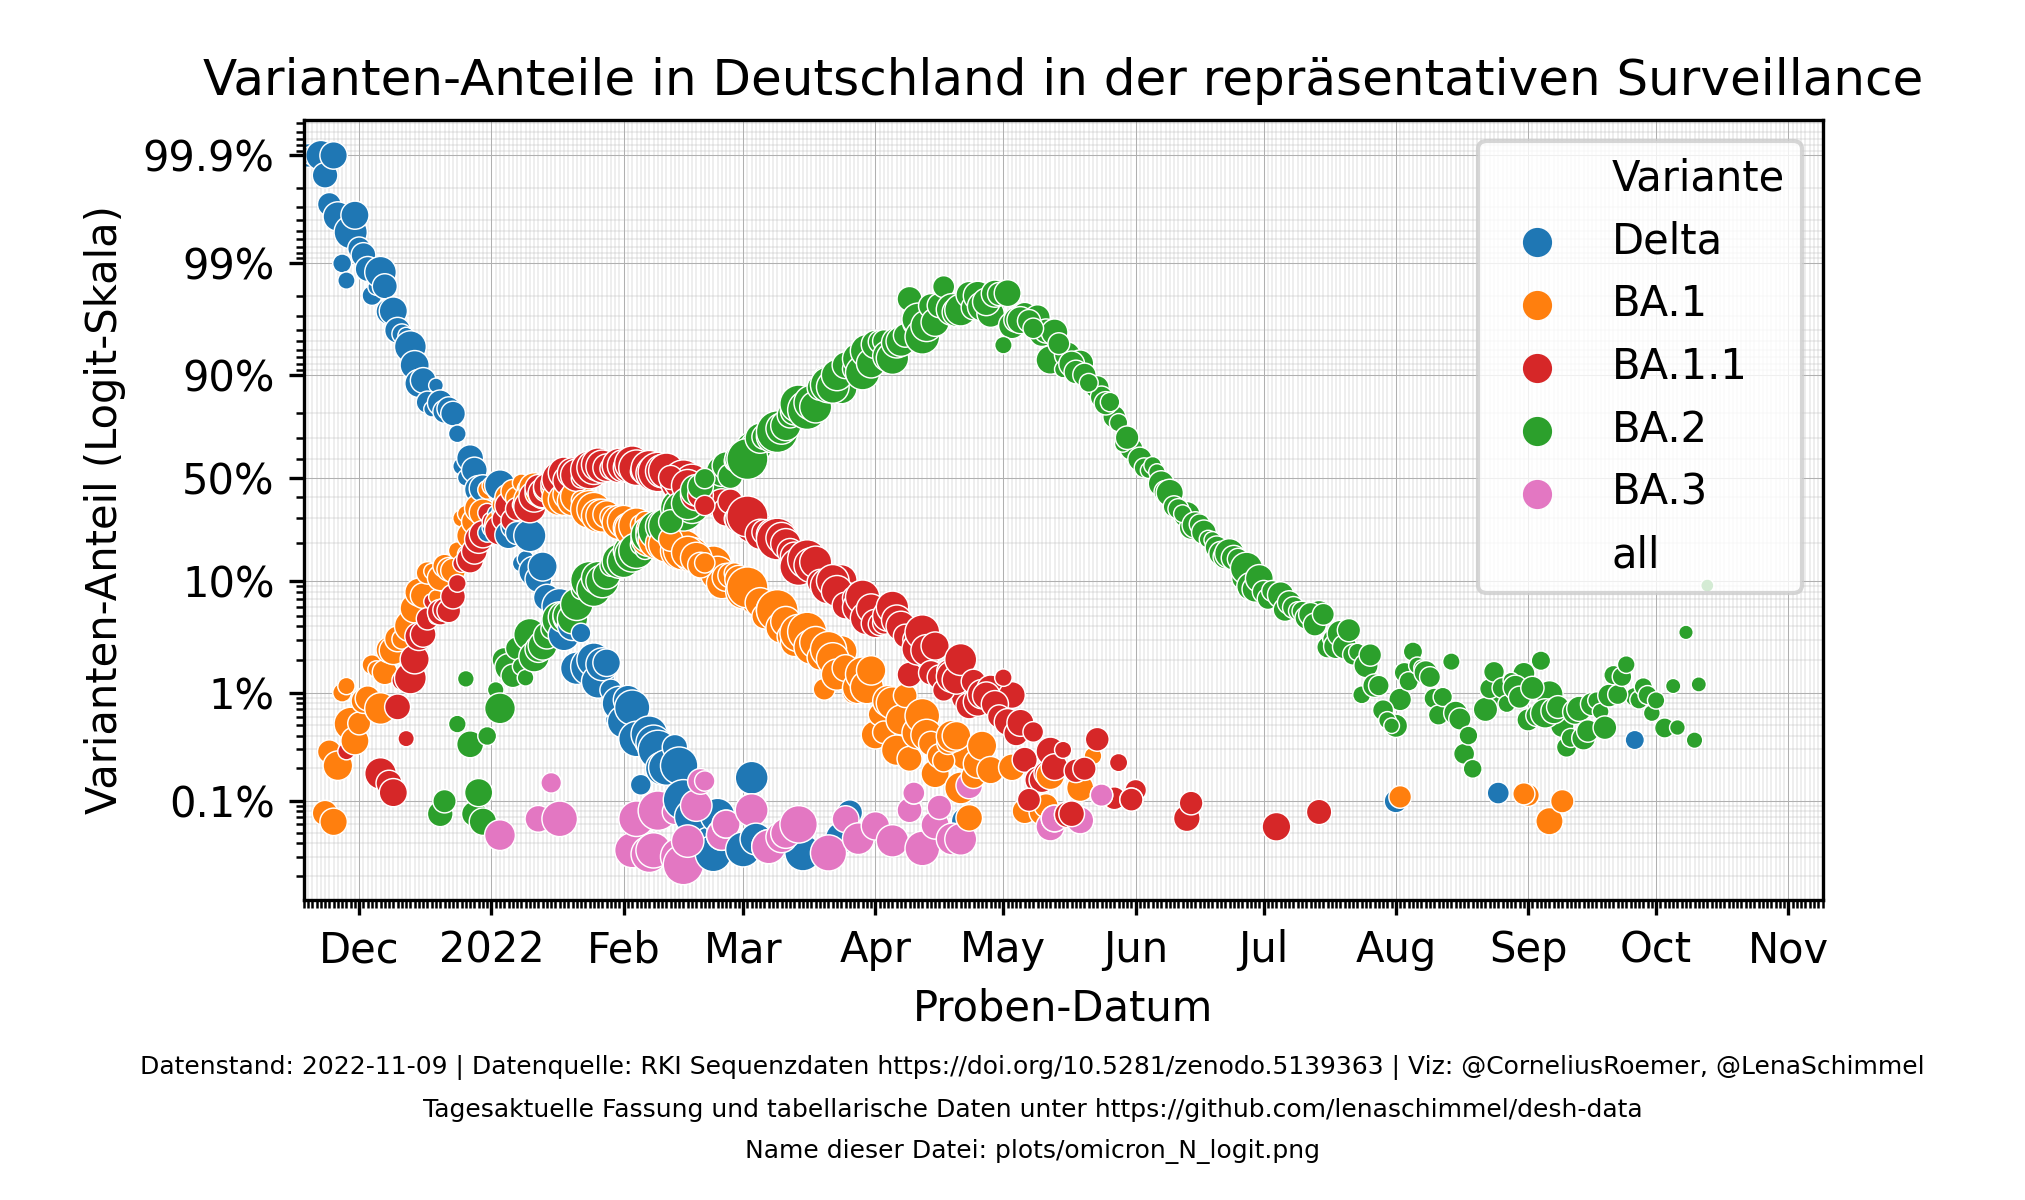 Varianten-Anteile in Deutschland in der repräsentativen Surveillance
Varianten-Anteil (Logit-Skala)
99.9%
99%
90%
50%
10%
1%
0.1%
Variante
Delta
BA.1
BA.1.1
BA.2
BA.3
all
Dec 2022 Feb Mar Apr May Jun Jul Aug Sep Oct Nov
Proben-Datum
Datenstand: 2022-11-09 | Datenquelle: RKI Sequenzdaten https://doi.org/10.5281/zenodo.5139363 | Viz: @CorneliusRoemer, @LenaSchimmel
Tagesaktuelle Fassung und tabellarische Daten unter https://github.com/lenaschimmel/desh-data
Name dieser Datei: plots/omicron_N_logit.png